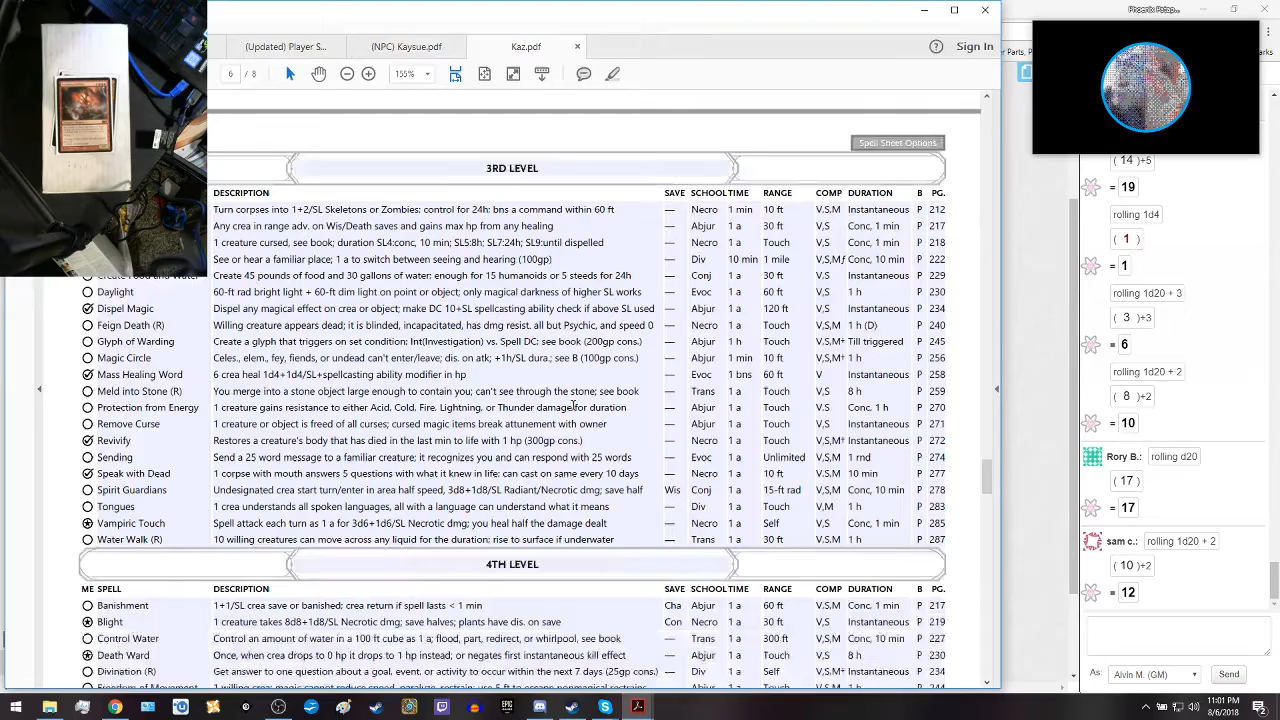 Phoenix Pstap...
(Updated) PotA
Kaz.pdf
Sign In
er Parts, P
arks
6 / 8
150%
Spell Sheet Options
3RD LEVEL
DESCRIPTION SAVE SCHOOL TIME RANGE COMP DURATION B PG.
Turn corpses into 1+2/SL Skeletons or Zombies; control for 24h; bns a command within 60 ft — Necro 1 min 10 ft V,S,M Instantaneous P 212
Any crea in range adv. on Wis/Death saves and gains max hp from any healing — Abjur 1 a 30 ft V,S Conc, 1 min P 217
1 creature cursed, see book; duration SL4:conc, 10 min; SL5:8h; SL7:24h; SL9:until dispelled — Necro 1 a Touch V,S Conc, 1 min P 218
See or hear a familiar place; 1 a to switch between seeing and hearing (100gp) — Div 10 min 1 mile V,S,Mƒ Conc, 10 min P 222
Create Food and Water Create 45 pounds of food and 30 gallons of water; enough for 15 humanoids or 5 steeds for 24h — Conj 1 a 30 ft V,S Instantaneous P 229
Daylight 60-ft rad bright light + 60-ft dim light on point or object; only magical darkness of higher SL works — Evoc 1 a 60 ft V,S 1 h P 230
Dispel Magic Dispel any magical effect on crea or object; make DC 10+SL spellcasting ability check if above SL used — Abjur 1 a 120 ft V,S Instantaneous P 234
Feign Death (R) Willing creature appears dead; it is blinded, incapacitated, has dmg resist. all but Psychic, and speed 0 — Necro 1 a Touch V,S,M 1 h (D) P 240
Glyph of Warding Create a glyph that triggers on set condition; Int(Investigation) vs. Spell DC; see book (200gp cons.) — Abjur 1 h Touch V,S,M† Till triggered P 245
Magic Circle Celes., elem., fey, fiends, or undead can't enter/leave, dis. on atk; +1h/SL dura.; see B (100gp cons.) — Abjur 1 min 10 ft V,S,M† 1 h P 256
Mass Healing Word 6 crea heal 1d4+1d4/SL+spellcasting ability modifier in hp — Evoc 1 bns 60 ft V Instantaneous P 258
Meld into Stone (R) You merge into a stone object large enough to fit you; can't see through the stone; see book — Trans 1 a Touch V,S 8 h P 259
Protection from Energy 1 creature gains resistance to either Acid, Cold, Fire, Lightning, or Thunder damage for duration — Abjur 1 a Touch V,S Conc, 1 h P 270
Remove Curse 1 creature or object is freed of all curses; cursed magic items break attunement with owner — Abjur 1 a Touch V,S Instantaneous P 271
Revivify Restores a creature's body that has died in the last min to life with 1 hp (300gp cons.) — Necro 1 a Touch V,S,M† Instantaneous P 272
Sending Send a 25 word message to a familiar creature; it recognizes you and can respond with 25 words — Evoc 1 a Unlimited V,S,M 1 rnd P 274
Speak with Dead 1 corpse with mouth answers 5 questions with info it knew in life; can cast on same every 10 days — Necro 1 a 10 ft V,S,M 10 min P 277
Spirit Guardians Undesignated crea start turn/enter in area half speed, 3d8+1d8/SL Radiant/Necrotic dmg; save half Wis Conj 1 a 15-ft rad V,S,M Conc, 10 min P 278
Tongues 1 crea understands all spoken languages; all with a language can understand what it means — Div 1 a Touch V,M 1 h P 283
Vampiric Touch Spell attack each turn as 1 a for 3d6+1d6/SL Necrotic dmg; you heal half the damage dealt — Necro 1 a Self V,S Conc, 1 min P 285
Water Walk (R) 10 willing creatures can move across any liquid for the duration; rise to surface if underwater — Trans 1 a 30 ft V,S,M 1 h P 287
4TH LEVEL
ME SPELL DESCRIPTION SAVE SCHOOL TIME RANGE COMP DURATION B PG.
Banishment 1+1/SL crea save or banished; crea returns if spell lasts < 1 min Cha Abjur 1 a 60 ft V,S,M Conc, 1 min P 217
Blight 1 creature takes 8d8+1d8/SL Necrotic dmg; save halves; plants have dis. on save Con Necro 1 a 30 ft V,S Instantaneous P 219
Control Water Control an amount of water in a 100 ft cube as 1 a; flood, part, redirect, or whirlpool, see book — Trans 1 a 300 ft V,S,M Conc, 10 min P 227
Death Ward Once, when crea drops to 0 hp it drops to 1 hp instead; or negates first instantaneous kill effect — Abjur 1 a Touch V,S 8 h P 230
Divination (R) Get answer to one question about a goal, event, or activity to occur within the next 7 days (25gp cons.) — Div 1 a Self V,S,M† Instantaneous P 234
( 14 )+5
= 19
rolling 1d4
( 1 )
= 1
rolling 1d20 + 3
( 3 )+3
= 6
rolling 1d20 + 2
( 8 )+2
= 10
Rory B.: rolling d20
( 17 )
= 17
sam c.: rolling 1d20 + 2
( 10 )+2
= 12
As: Alvin M. (GM) Send
11:01 PM
8/6/2018